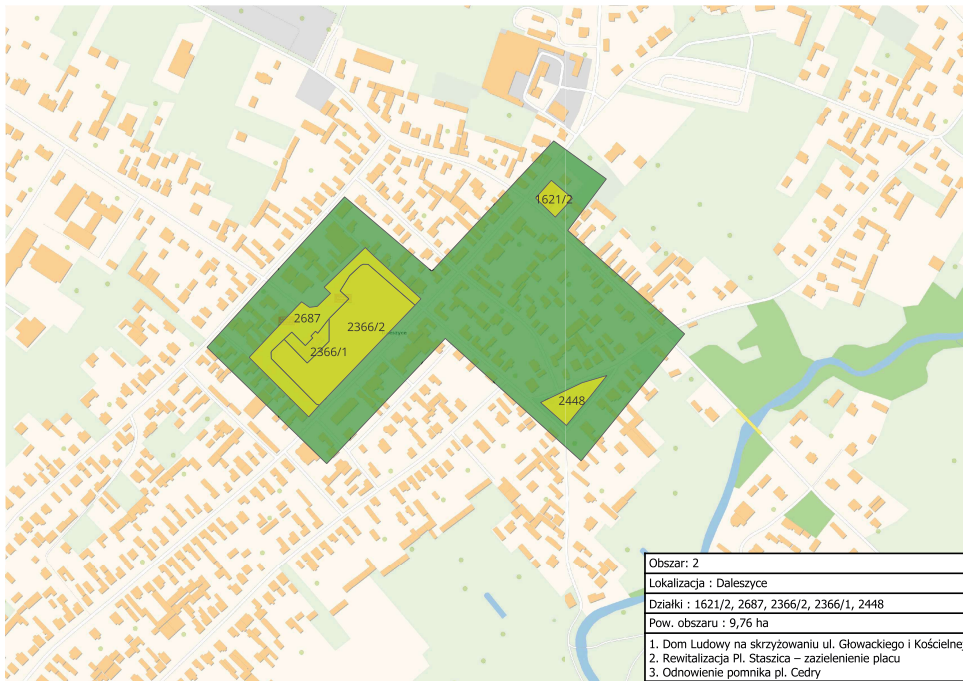 1621/2
2687
2366/2
2366/1
2448
Obszar: 2
Lokalizacja : Daleszyce
Działki : 1621/2, 2687, 2366/2, 2366/1, 2448
Pow. obszaru : 9,76 ha
1. Dom Ludowy na skrzyżowaniu ul. Głowackiego i Kościelnej
2. Rewitalizacja Pl. Staszica – zazielenienie placu
3. Odnowienie pomnika pl. Cedry